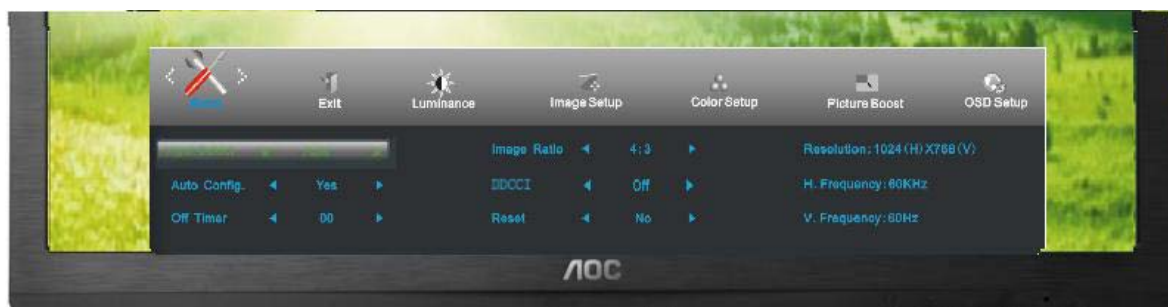 Exit
Luminance
Image Setup
Color Setup
Picture Boost
OSD Setup
Image Ratio 4:3
Resolution: 1024(H)X768(V)
Auto Config. Yes
DDCCI Off
H. Frequency: 60KHz
Off Timer 00
Reset No
V. Frequency: 60Hz
AOC